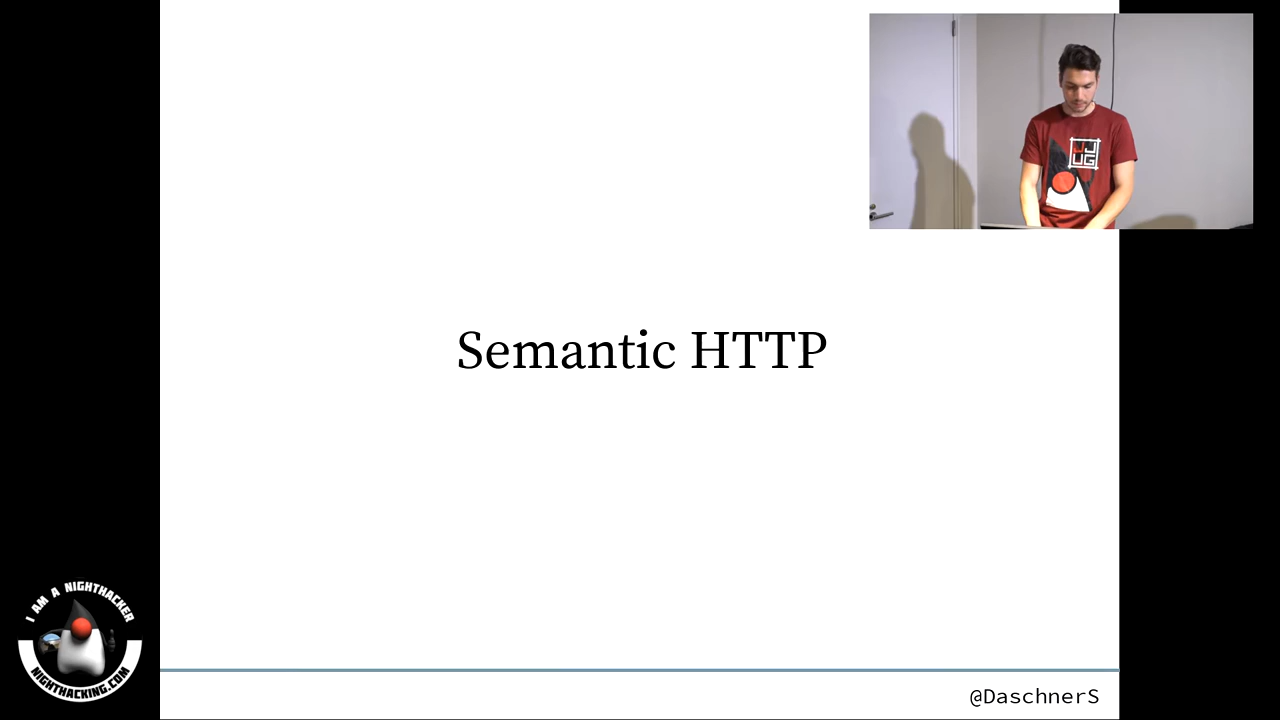 Semantic HTTP
I AM A NIGHTHACKER
NIGHTHACKING.COM
@DaschnerS